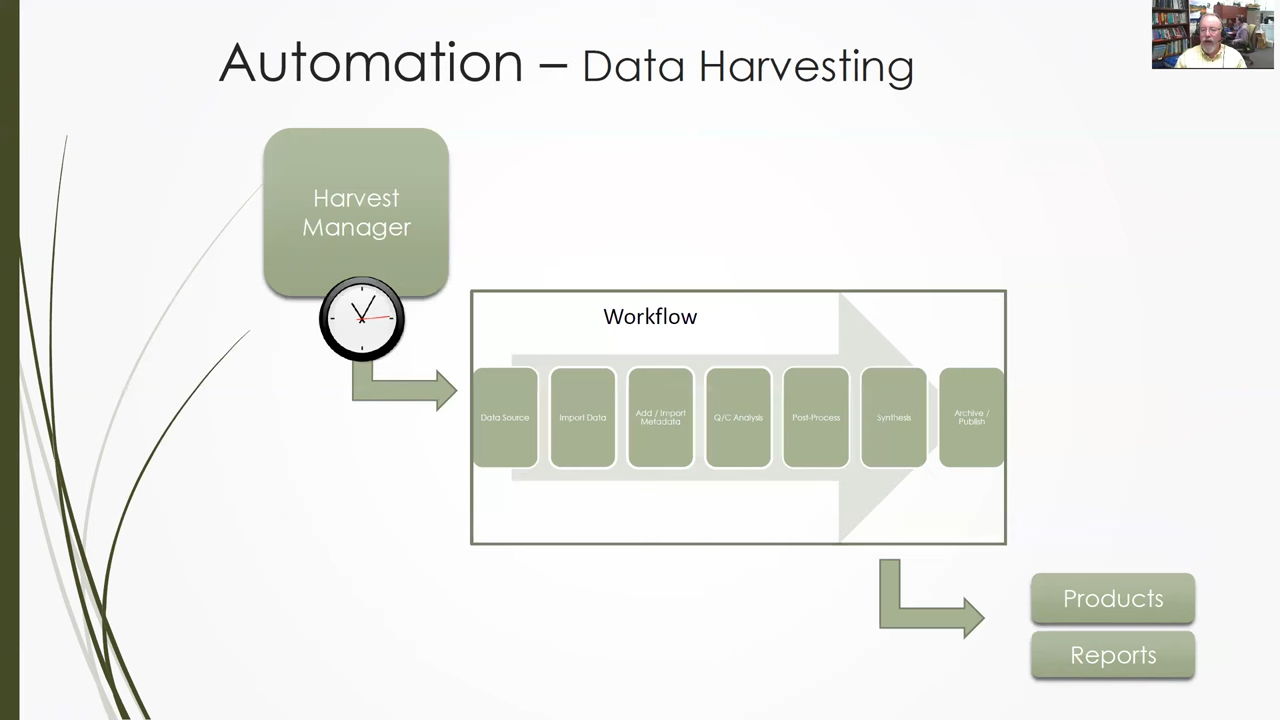 Automation – Data Harvesting
Harvest
Manager
Workflow
Data Source
Import Data
Add / Import
Metadata
Q/C Analysis
Post-Process
Synthesis
Archive /
Publish
Products
Reports